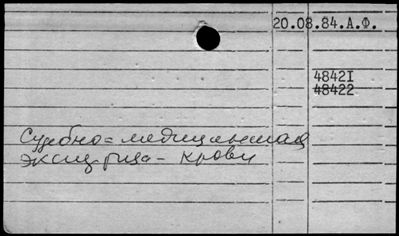 20.08.84.А.Ф.
48421
48422
Судебно=медицинская
экспертиза – крови